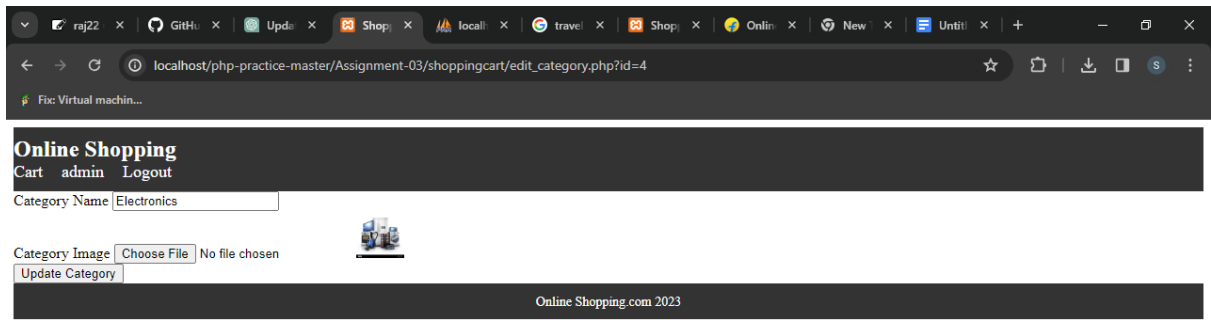 raj22 GitHu Upda Shop localh travel Shop Onlin New T Untitl
localhost/php-practice-master/Assignment-03/shoppingcart/edit_category.php?id=4
S
Fix: Virtual machin...
Online Shopping
Cart admin Logout
Category Name Electronics
Category Image Choose File No file chosen
Update Category
Online Shopping.com 2023